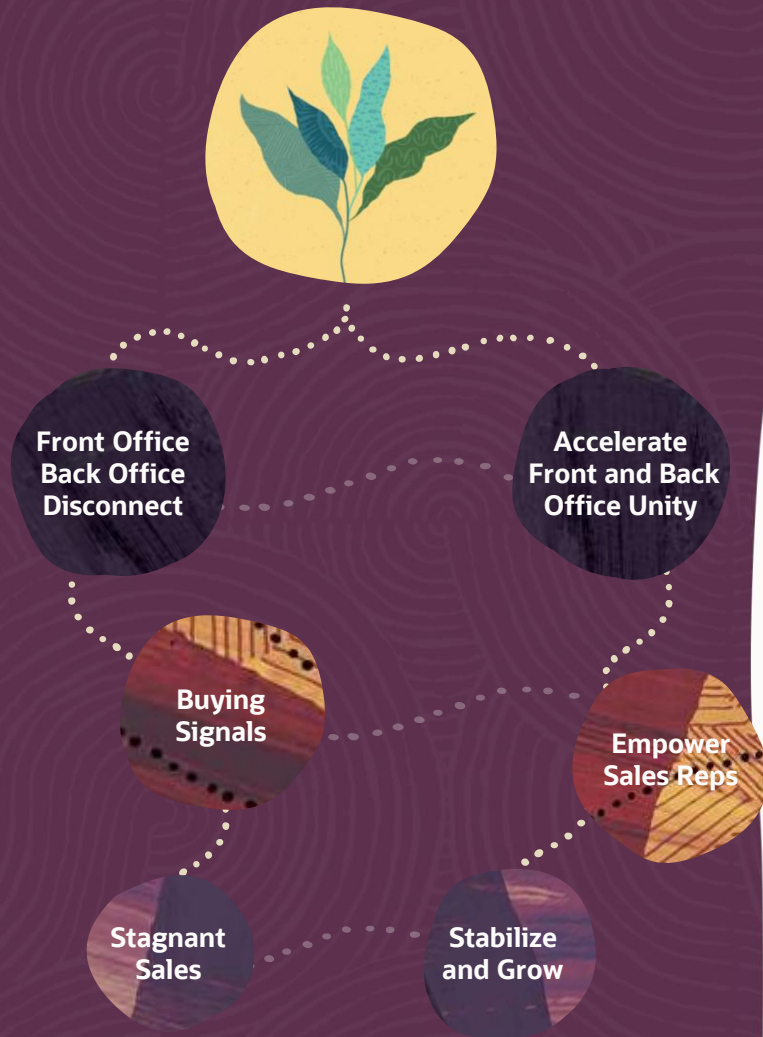 Front Office
Back Office
Disconnect
Accelerate
Front and Back
Office Unity
Buying
Signals
Empower
Sales Reps
Stagnant
Sales
Stabilize
and Grow